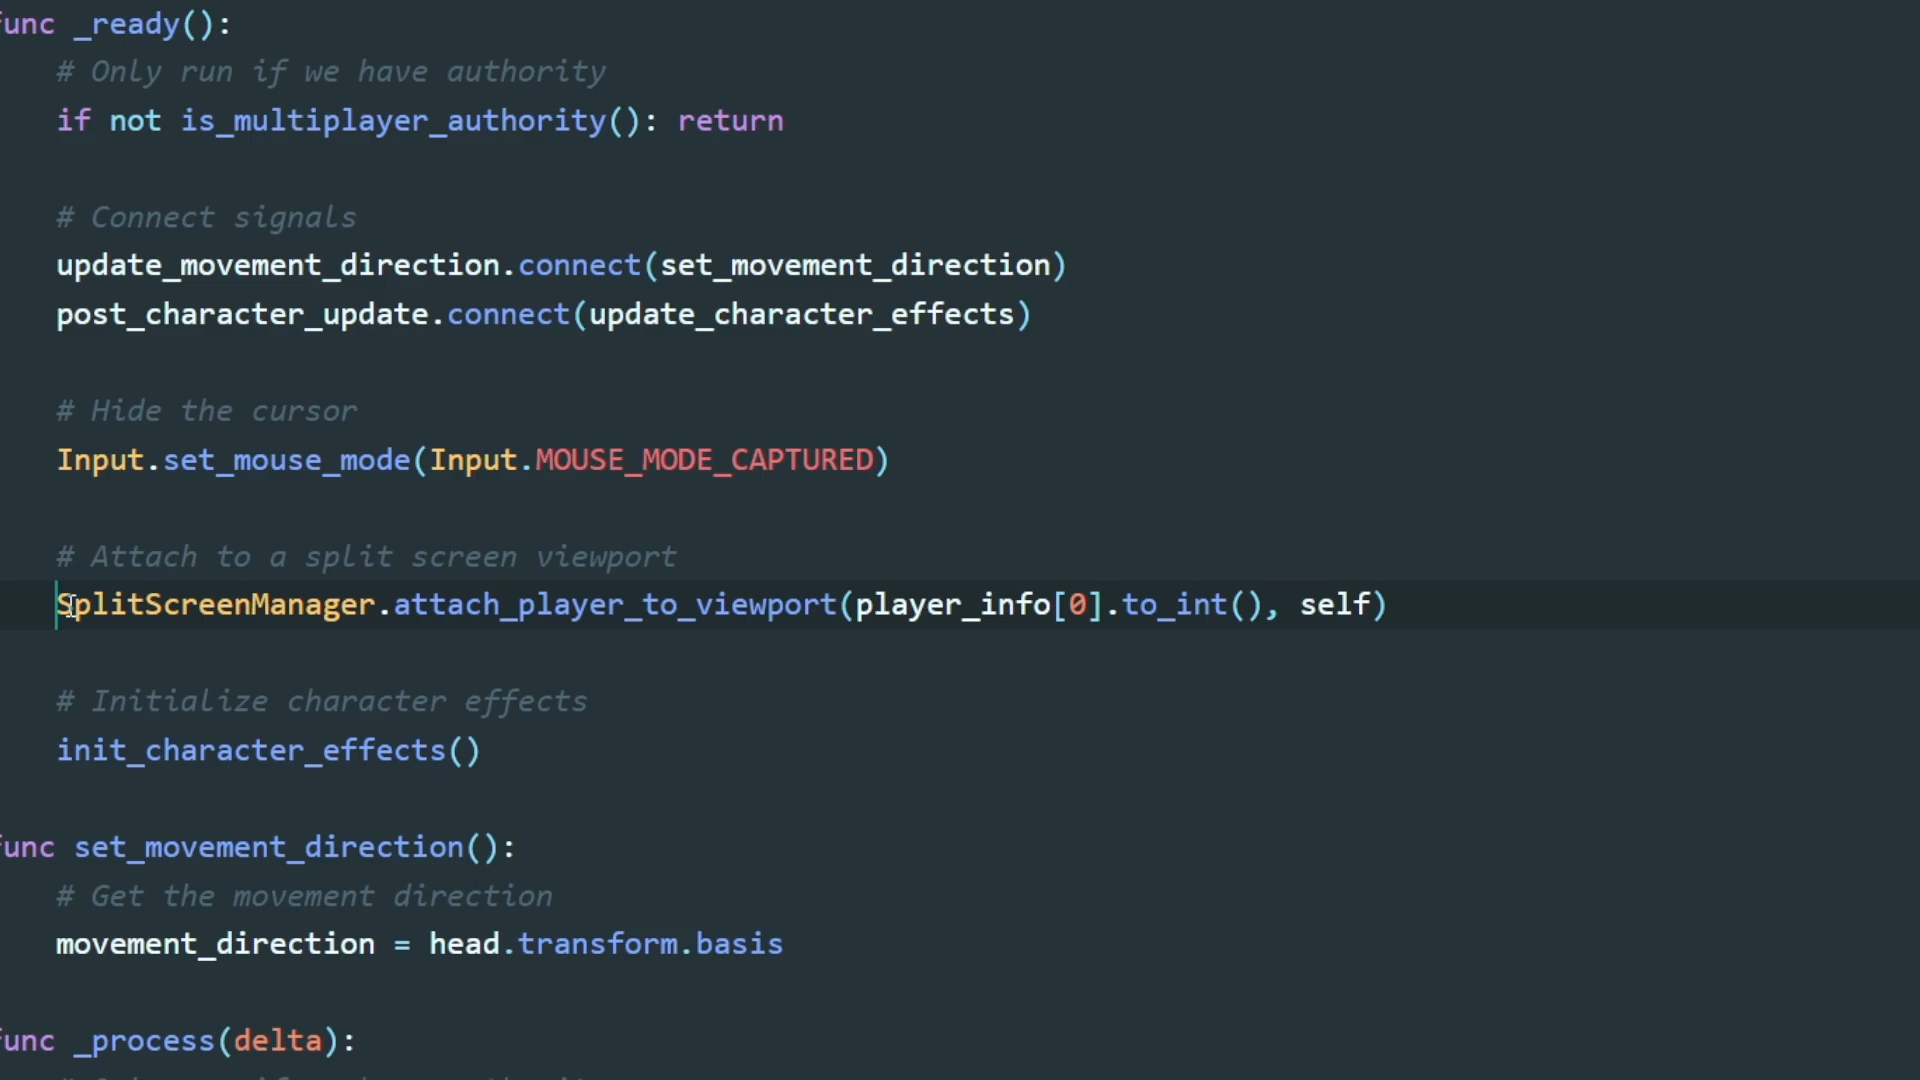 func _ready():
# Only run if we have authority
if not is_multiplayer_authority(): return
# Connect signals
update_movement_direction.connect(set_movement_direction)
post_character_update.connect(update_character_effects)
# Hide the cursor
Input.set_mouse_mode(Input.MOUSE_MODE_CAPTURED)
# Attach to a split screen viewport
SplitScreenManager.attach_player_to_viewport(player_info[0].to_int(), self)
# Initialize character effects
init_character_effects()
func set_movement_direction():
# Get the movement direction
movement_direction = head.transform.basis
func _process(delta):